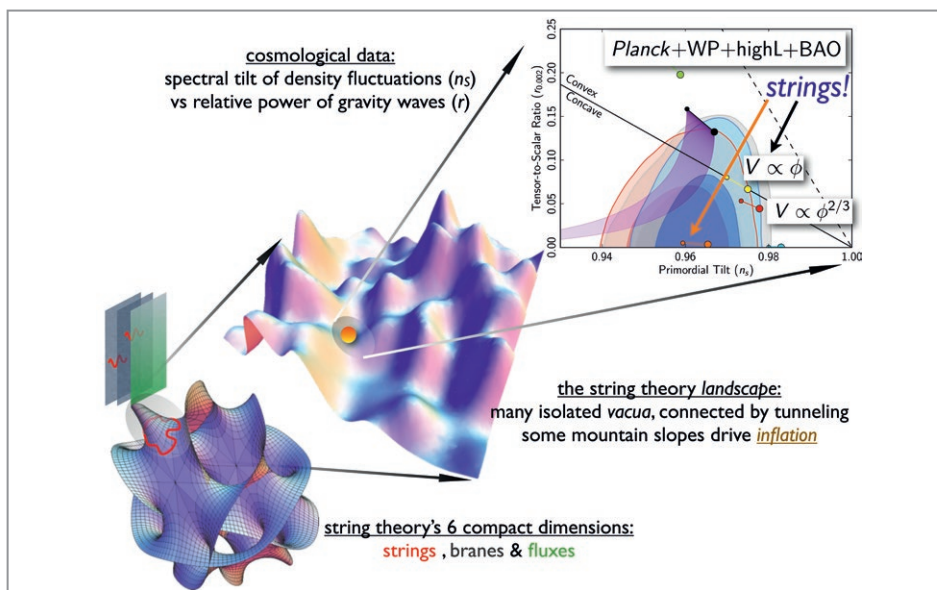 cosmological data:
spectral tilt of density fluctuations (nS)
vs relative power of gravity waves (r)
Planck+WP+highL+BAO
strings!
Convex
Concave
V ∝ ϕ
V ∝ ϕ^2/3
Tensor-to-Scalar Ratio (r0.002)
0.25
0.20
0.15
0.10
0.05
0.00
0.94
0.96
0.98
1.00
Primordial Tilt (ns)
the string theory landscape:
many isolated vacua, connected by tunneling
some mountain slopes drive inflation
string theory's 6 compact dimensions:
strings , branes & fluxes